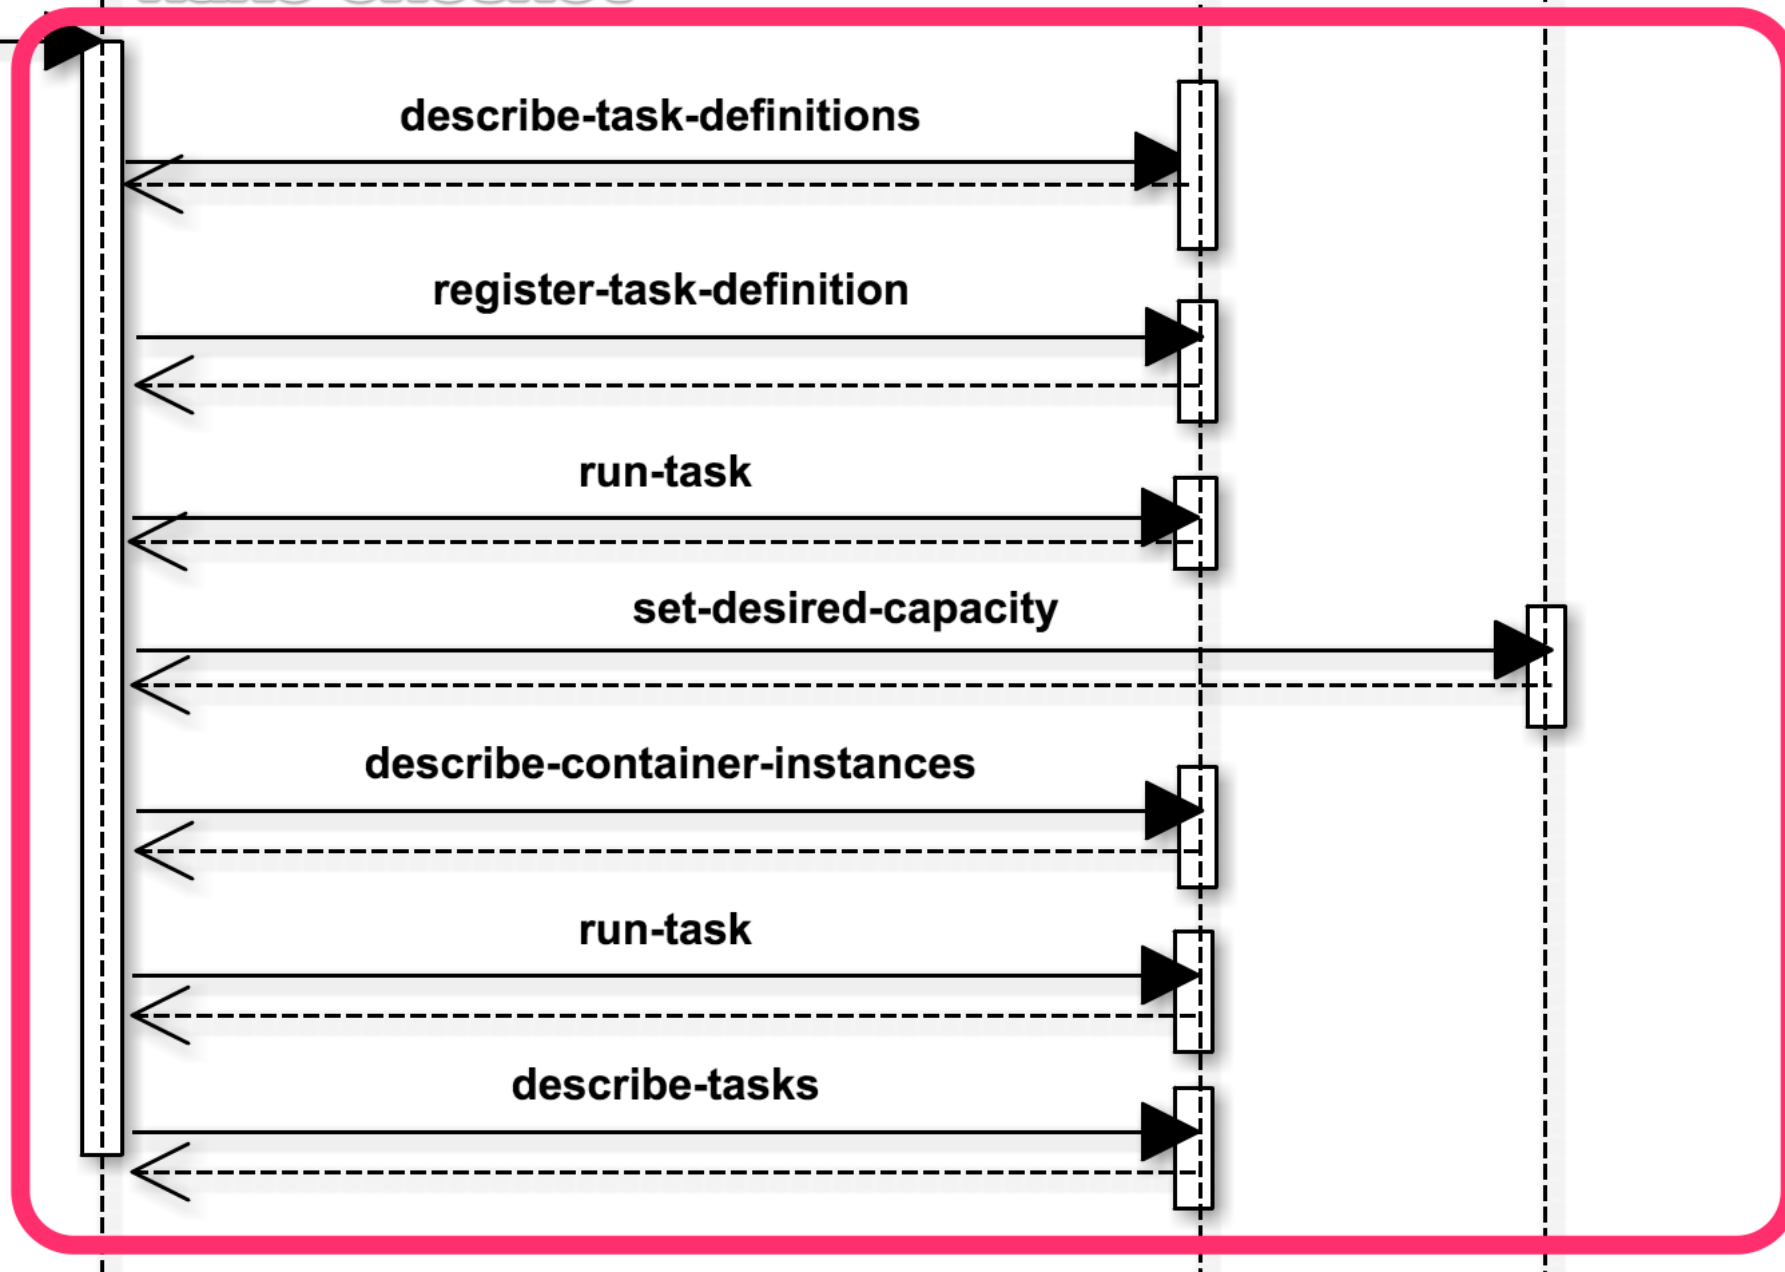 describe-task-definitions
register-task-definition
run-task
set-desired-capacity
describe-container-instances
run-task
describe-tasks